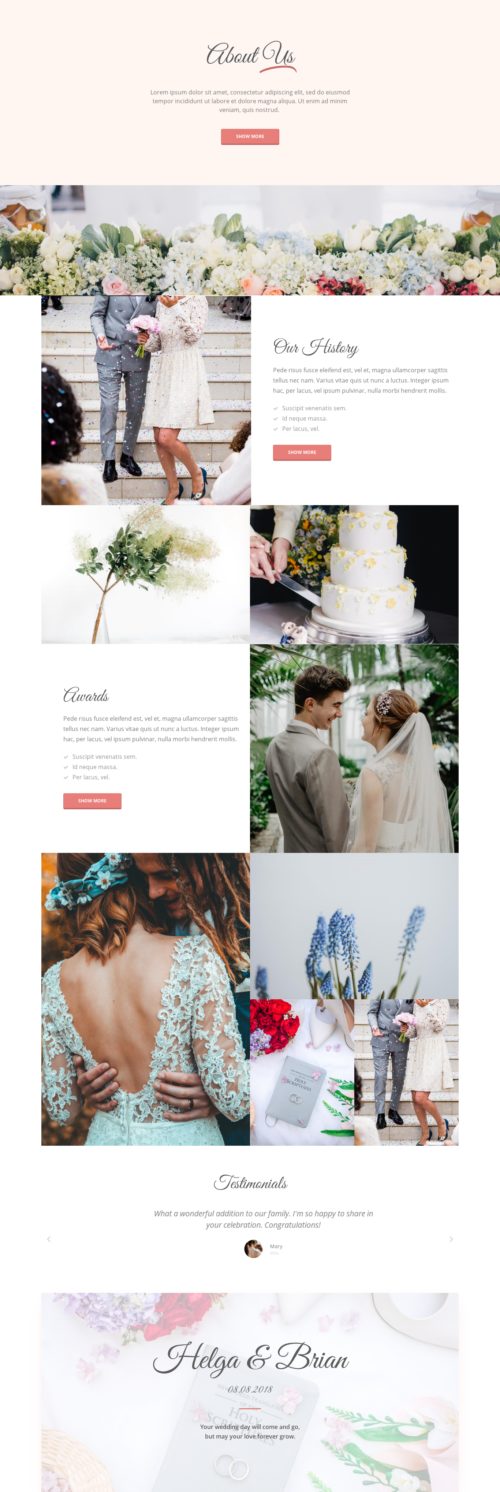 About Us
Lorem ipsum dolor sit amet, consectetur adipiscing elit, sed do eiusmod
tempor incididunt ut labore et dolore magna aliqua. Ut enim ad minim
veniam, quis nostrud.
SHOW MORE
Our History
Pede risus fusce eleifend est, vel et, magna ullamcorper sagittis
tellus nec nam. Varius vitae quis ut nunc a luctus. Integer ipsum
hac, per lacus, vel ipsum pulvinar, nulla morbi hendrerit mollis.
Suscipit venenatis sem.
Id neque massa.
Per lacus, vel.
SHOW MORE
Awards
Pede risus fusce eleifend est, vel et, magna ullamcorper sagittis
tellus nec nam. Varius vitae quis ut nunc a luctus. Integer ipsum
hac, per lacus, vel ipsum pulvinar, nulla morbi hendrerit mollis.
Suscipit venenatis sem.
Id neque massa.
Per lacus, vel.
SHOW MORE
HOLY
SCRIPTURES
Testimonials
What a wonderful addition to our family. I'm so happy to share in
your celebration. Congratulations!
Mary
Helga & Brian
08.08.2018
Your wedding day will come and go,
but may your love forever grow.